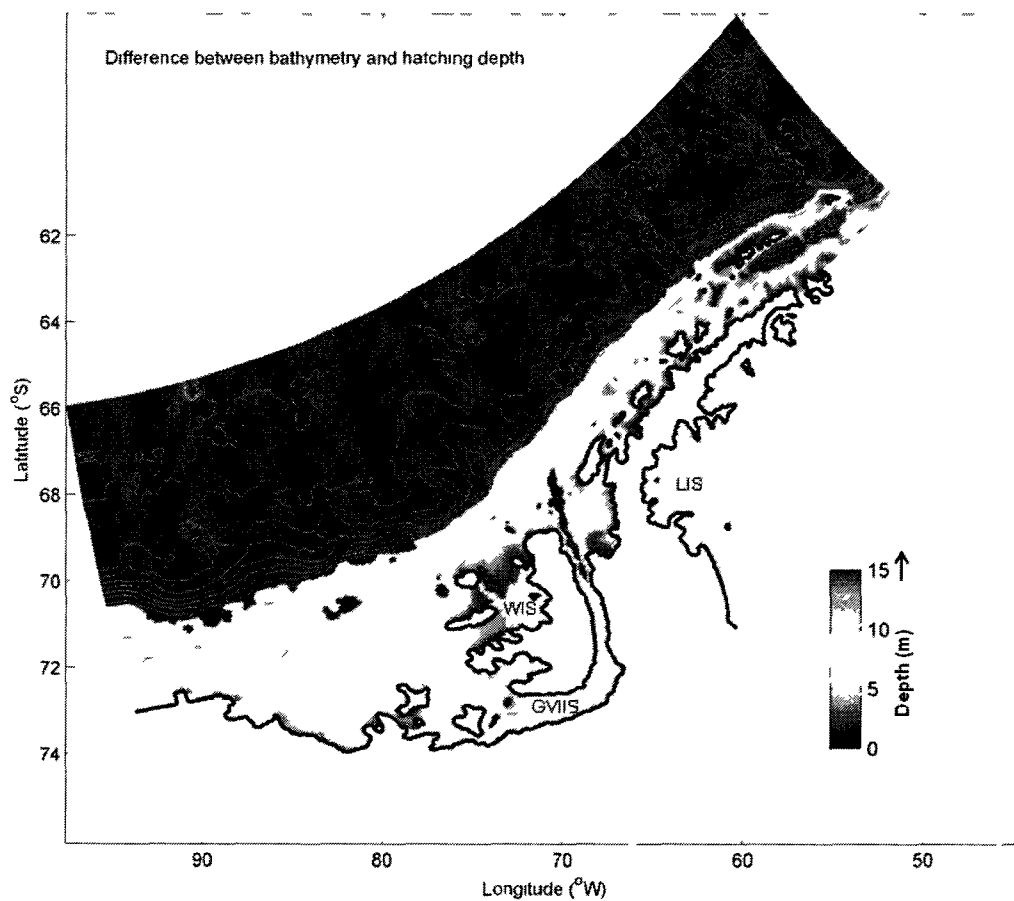 Difference between bathymetry and hatching depth
62
64
66
68
70
72
74
Latitude (°S)
LIS
WIS
GVIIS
15
10
5
0
Depth (m)
90
80
70
60
50
Longitude (°W)